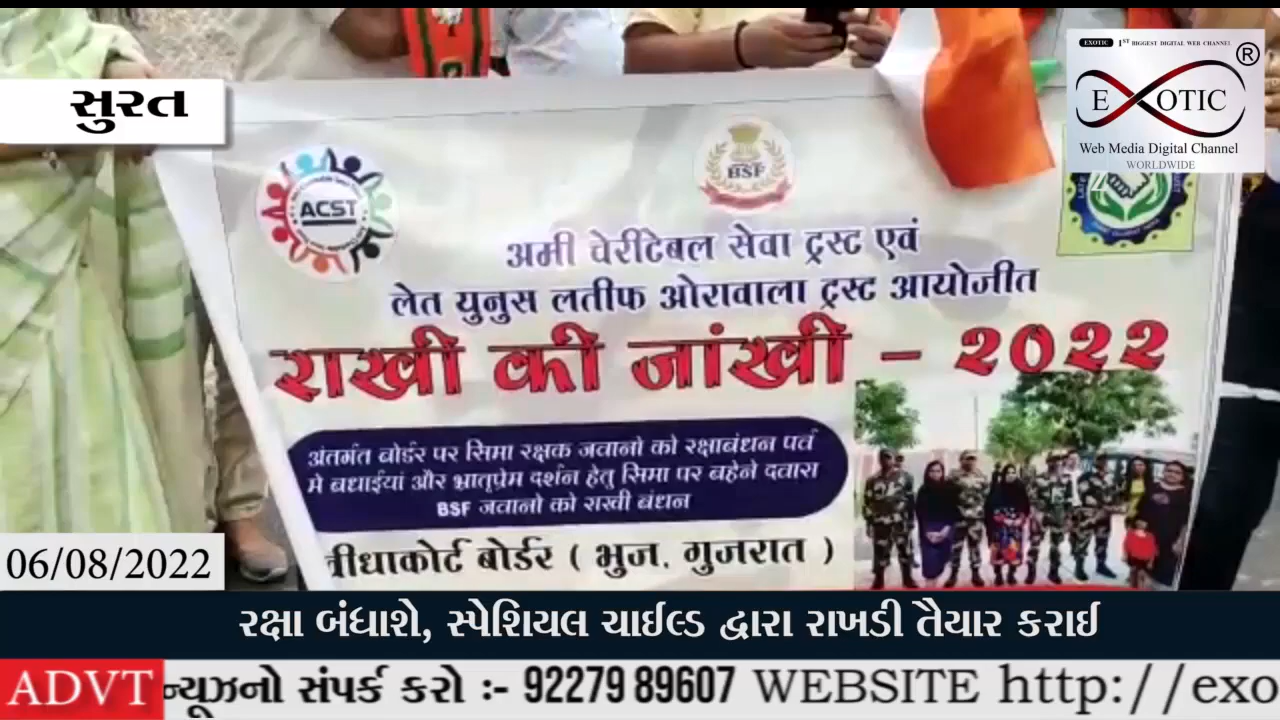 સુરત
EXOTIC 1ST BIGGEST DIGITAL WEB CHANNEL
®
EXOTIC
Web Media Digital Channel
WORLDWIDE
ACST
BSF
अमी चेरीटेबल सेवा ट्रस्ट एवं
लेत युनुस लतीफ ओरावाला ट्रस्ट आयोजीत
राखी की जांखी - २०२२
अंतर्गत बोर्डर पर सिमा रक्षक जवानो को रक्षाबंधन पर्व
मे बधाईयां और भ्रातृप्रेम दर्शन हेतु सिमा पर बहेने दवारा
BSF जवानो को राखी बंधन
बोर्डर ( भुज. गुजरात )
06/08/2022
રક્ષા બંધાશે, સ્પેશિયલ ચાઈલ્ડ દ્વારા રાખડી તૈયાર કરાઈ
ADVT ન્યૂઝનો સંપર્ક કરો :- 92279 89607 WEBSITE http://exo